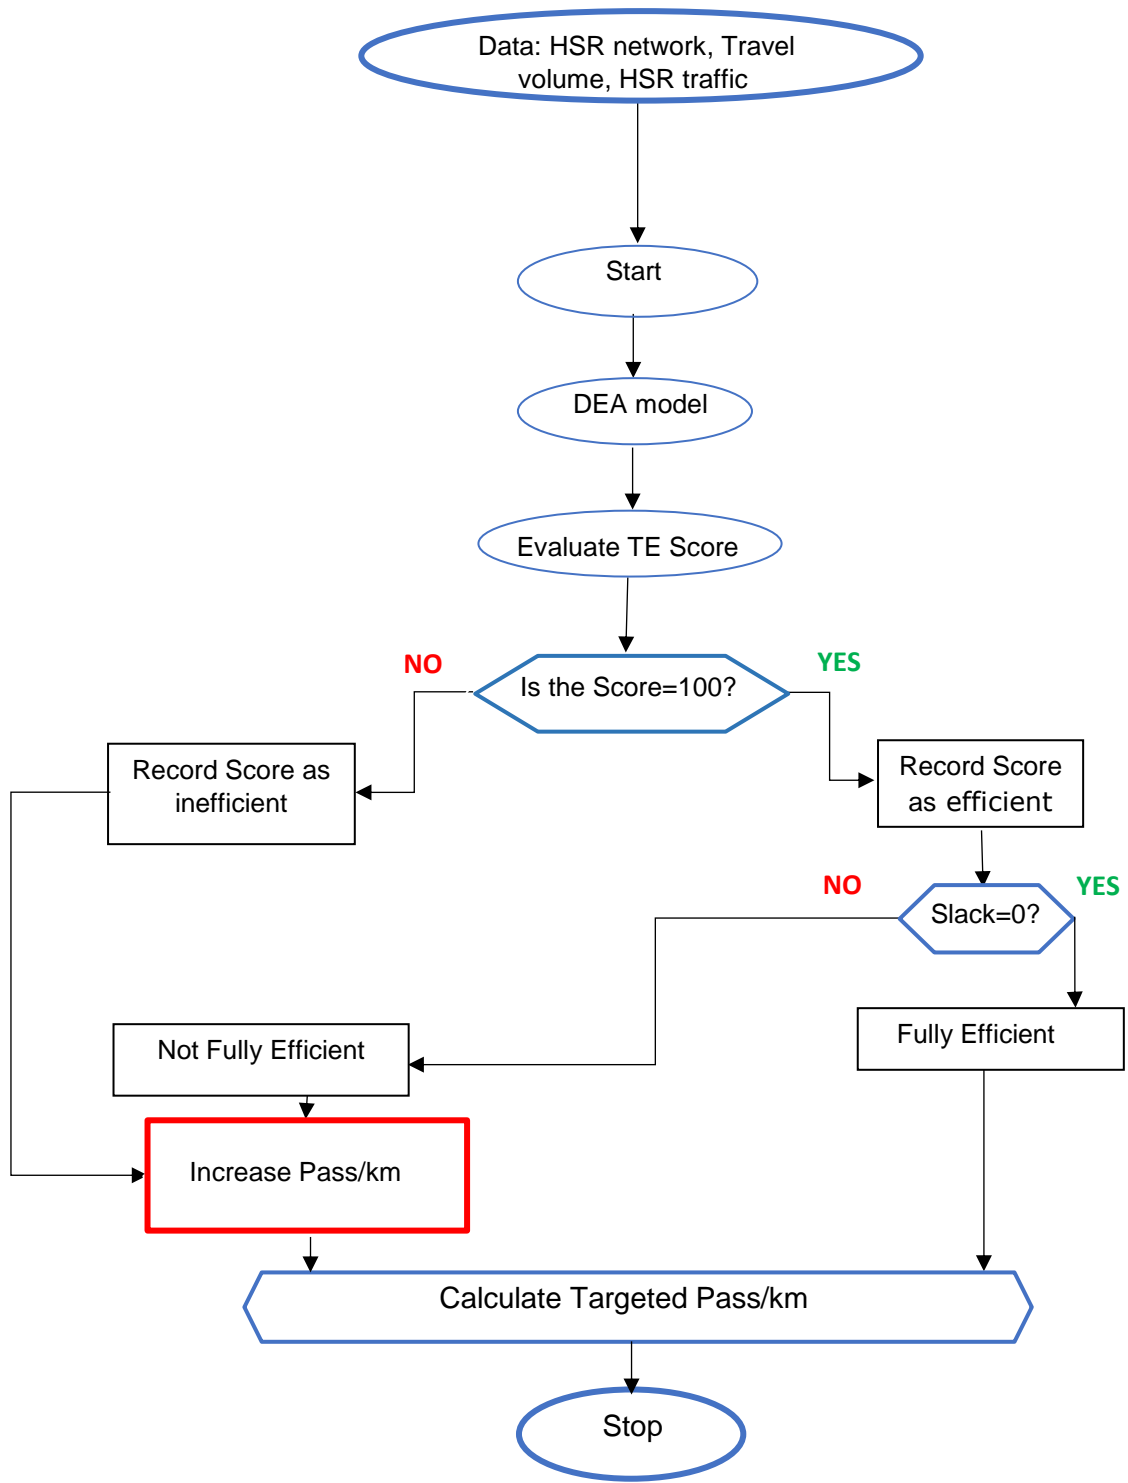 Data: HSR network, Travel
volume, HSR traffic
Start
DEA model
Evaluate TE Score
NO
YES
Is the Score=100?
Record Score as
inefficient
Record Score
as efficient
NO
YES
Slack=0?
Not Fully Efficient
Fully Efficient
Increase Pass/km
Calculate Targeted Pass/km
Stop